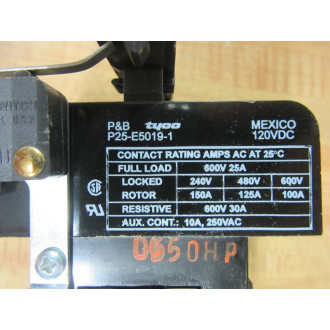 P&B tyco MEXICO
P25-E5019-1 120VDC
CONTACT RATING AMPS AC AT 25°C
FULL LOAD 600V 25A
LOCKED 240V 480V 600V
ROTOR 150A 125A 100A
RESISTIVE 600V 30A
AUX. CONT.: 10A, 250VAC
0650HP